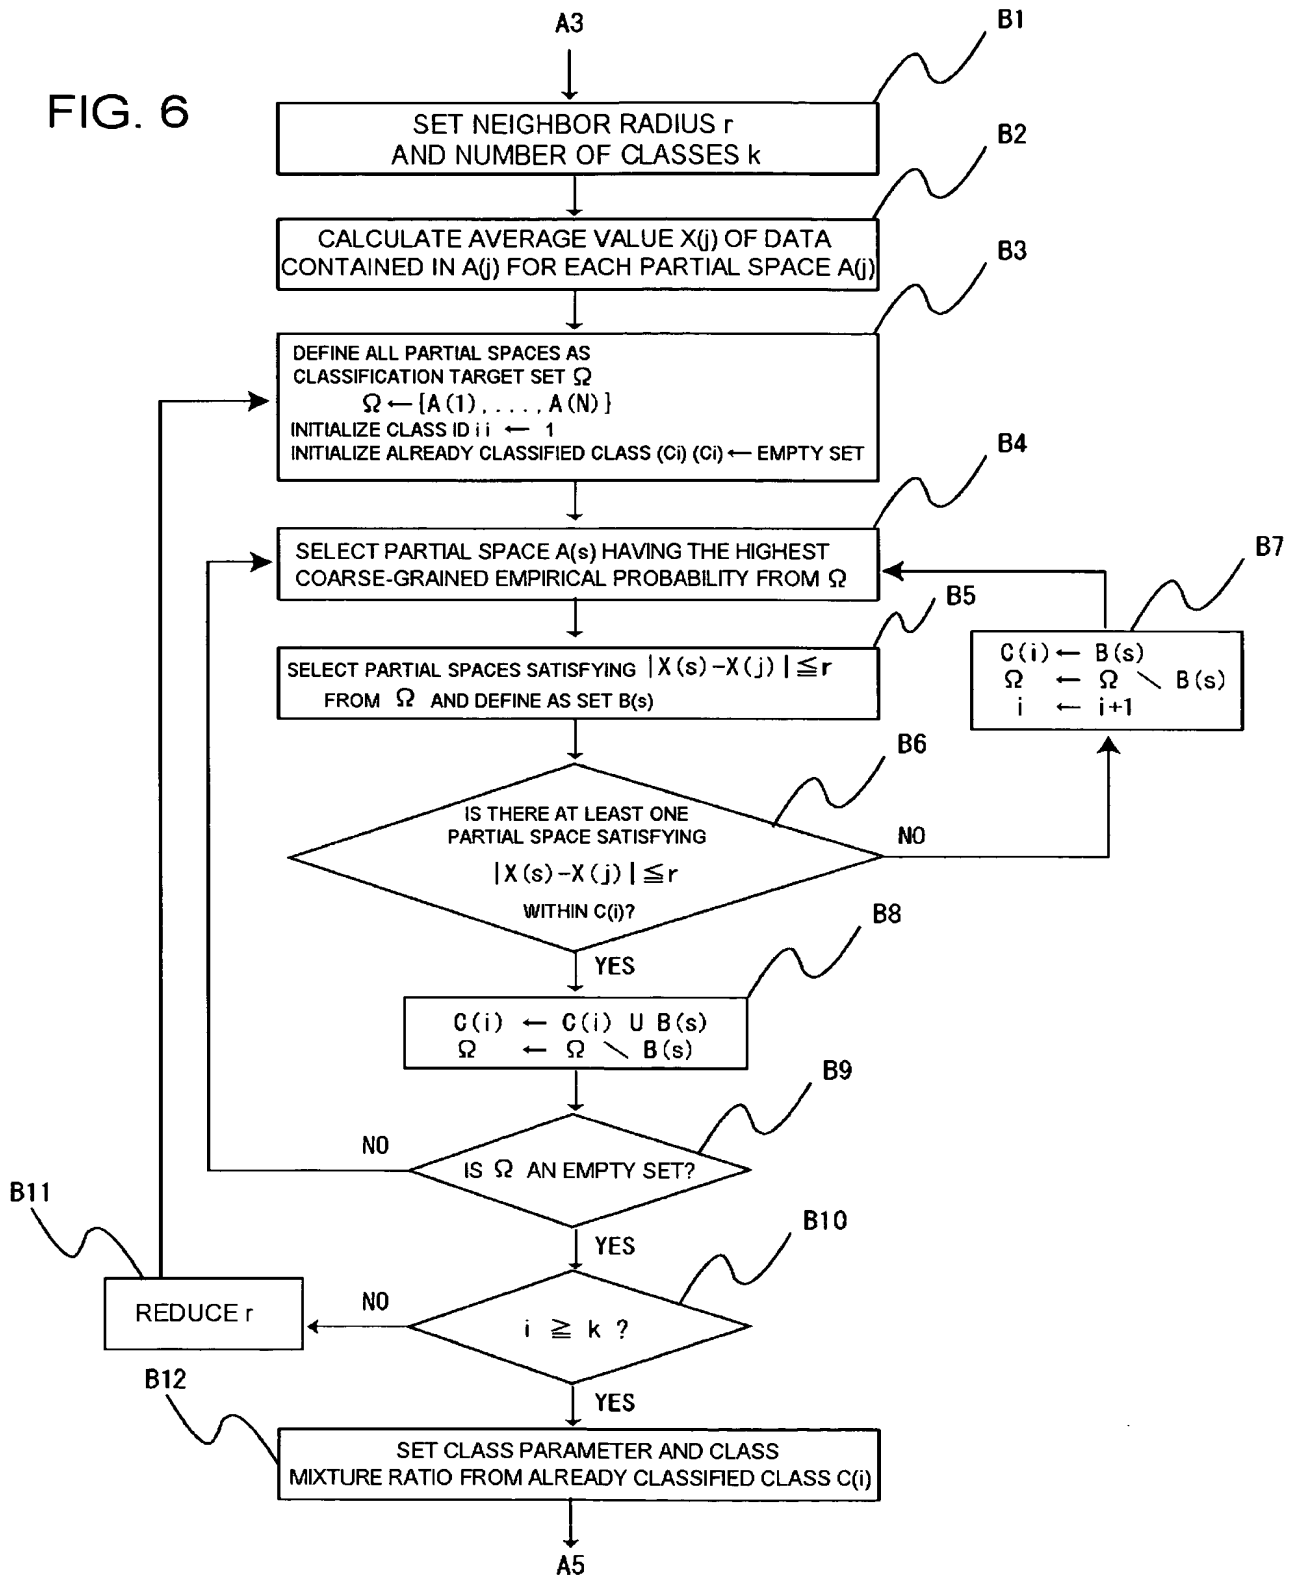 A3
B1
FIG. 6
SET NEIGHBOR RADIUS r
AND NUMBER OF CLASSES k
B2
CALCULATE AVERAGE VALUE X(j) OF DATA
CONTAINED IN A(j) FOR EACH PARTIAL SPACE A(j)
B3
DEFINE ALL PARTIAL SPACES AS
CLASSIFICATION TARGET SET Ω
Ω ← {A(1), ..., A(N)}
INITIALIZE CLASS ID i i ← 1
INITIALIZE ALREADY CLASSIFIED CLASS (Ci) (Ci) ← EMPTY SET
B4
SELECT PARTIAL SPACE A(s) HAVING THE HIGHEST
COARSE-GRAINED EMPIRICAL PROBABILITY FROM Ω
B5
SELECT PARTIAL SPACES SATISFYING |X(s)-X(j)| ≦ r
FROM Ω AND DEFINE AS SET B(s)
B7
C(i) ← B(s)
Ω ← Ω \ B(s)
i ← i+1
B6
IS THERE AT LEAST ONE
PARTIAL SPACE SATISFYING
|X(s)-X(j)| ≦ r
WITHIN C(i)?
NO
YES
B8
C(i) ← C(i) U B(s)
Ω ← Ω \ B(s)
B9
IS Ω AN EMPTY SET?
NO
YES
B10
i ≧ k ?
NO
B11
REDUCE r
YES
B12
SET CLASS PARAMETER AND CLASS
MIXTURE RATIO FROM ALREADY CLASSIFIED CLASS C(i)
A5